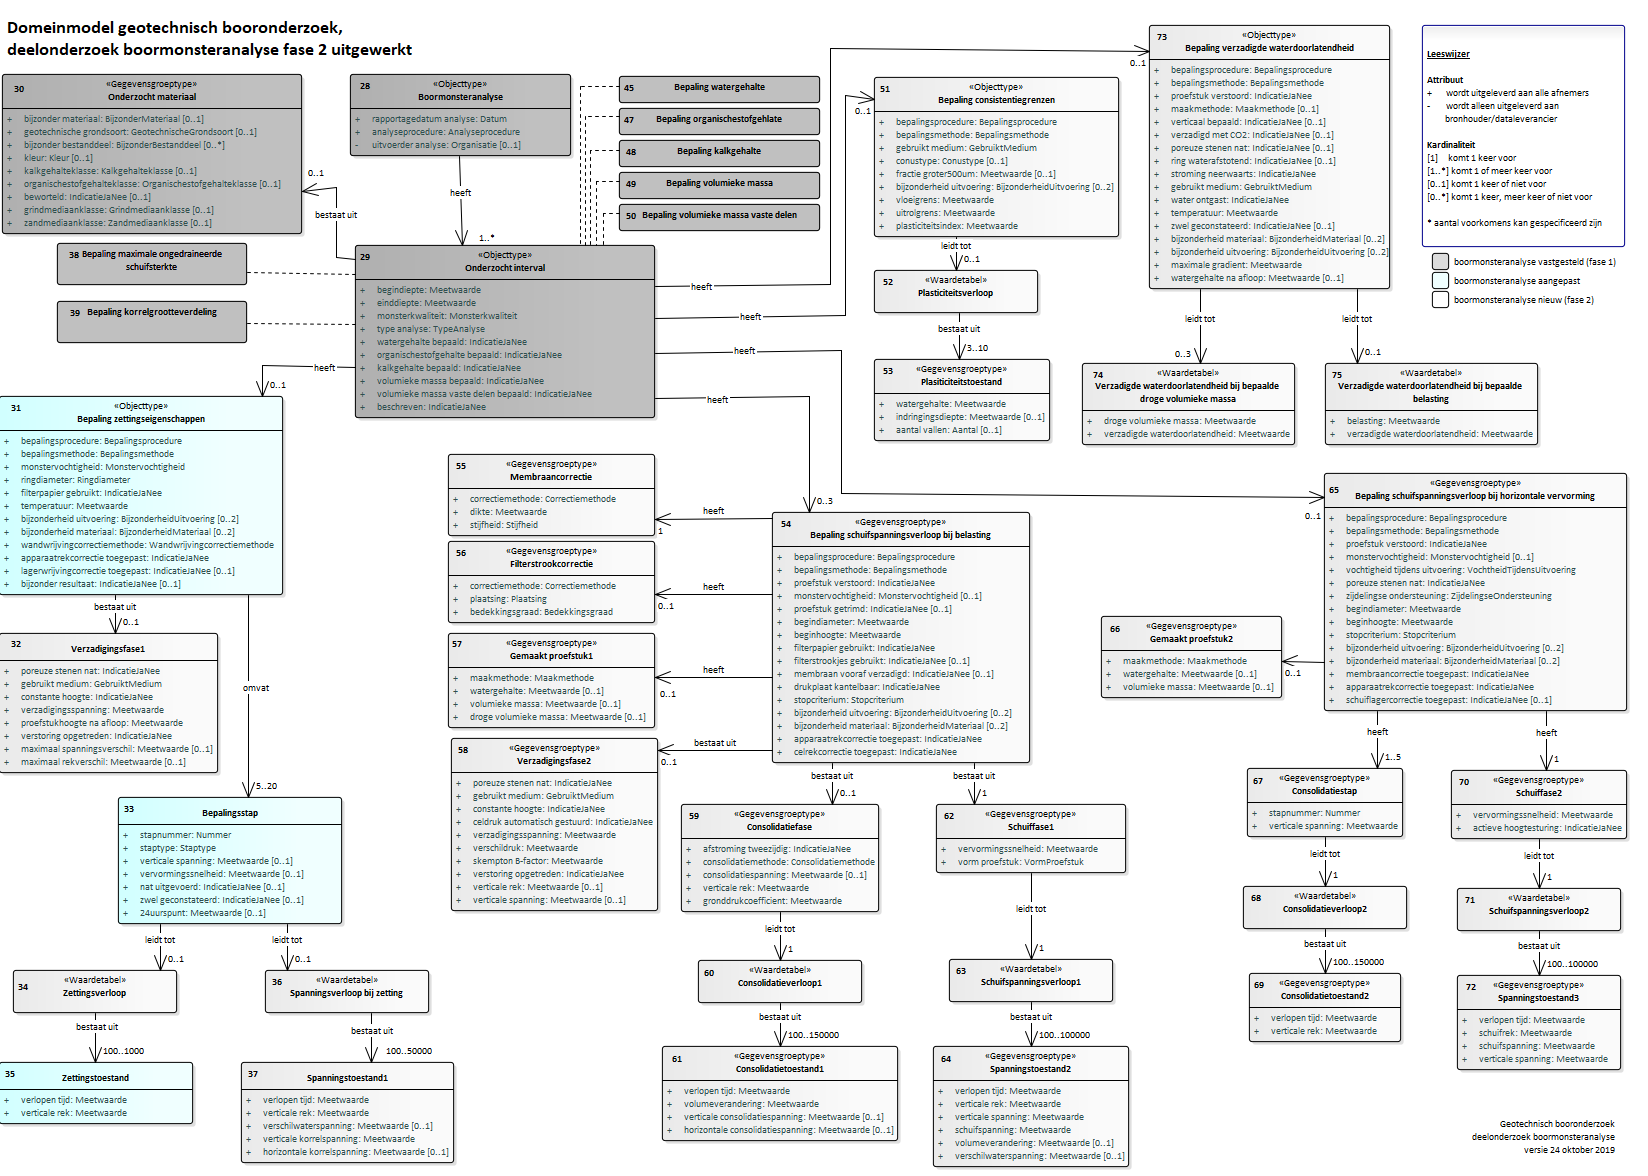 Domeinmodel geotechnisch booronderzoek,
deelonderzoek boormonsteranalyse fase 2 uitgewerkt
30 «Gegevensgroeptype»
Onderzocht materiaal
+ bijzonder materiaal: BijzonderMateriaal [0..1]
+ geotechnische grondsoort: GeotechnischeGrondsoort [0..1]
+ bijzonder bestanddeel: BijzonderBestanddeel [0..*]
+ kleur: Kleur [0..1]
+ kalkgehalteklasse: Kalkgehalteklasse [0..1]
+ organischestofgehalteklasse: Organischestofgehalteklasse [0..1]
+ beworteld: IndicatieJaNee [0..1]
+ grindmediaanklasse: Grindmediaanklasse [0..1]
+ zandmediaanklasse: Zandmediaanklasse [0..1]
28 «Objecttype»
Boormonsteranalyse
+ rapportagedatum analyse: Datum
+ analyseprocedure: Analyseprocedure
- uitvoerder analyse: Organisatie [0..1]
45 Bepaling watergehalte
47 Bepaling organischestofgehlate
48 Bepaling kalkgehalte
49 Bepaling volumieke massa
50 Bepaling volumieke massa vaste delen
0..1
bestaat uit
heeft
1..*
38 Bepaling maximale ongedraineerde
schuifsterkte
39 Bepaling korrelgrootteverdeling
29 «Objecttype»
Onderzocht interval
+ begindiepte: Meetwaarde
+ einddiepte: Meetwaarde
+ monsterkwaliteit: Monsterkwaliteit
+ type analyse: TypeAnalyse
+ watergehalte bepaald: IndicatieJaNee
+ organischestofgehalte bepaald: IndicatieJaNee
+ kalkgehalte bepaald: IndicatieJaNee
+ volumieke massa bepaald: IndicatieJaNee
+ volumieke massa vaste delen bepaald: IndicatieJaNee
+ beschreven: IndicatieJaNee
heeft
heeft
heeft
heeft
heeft
51 «Objecttype»
Bepaling consistentiegrenzen
+ bepalingsprocedure: Bepalingsprocedure
+ bepalingsmethode: Bepalingsmethode
+ gebruikt medium: GebruiktMedium
+ conustype: Conustype [0..1]
+ fractie groter500um: Meetwaarde [0..1]
+ bijzonderheid uitvoering: BijzonderheidUitvoering [0..2]
+ vloeigrens: Meetwaarde
+ uitrolgrens: Meetwaarde
+ plasticiteitsindex: Meetwaarde
0..1
leidt tot
0..1
52 «Waardetabel»
Plasticiteitsverloop
bestaat uit
3..10
53 «Gegevensgroeptype»
Plasiticiteitstoestand
+ watergehalte: Meetwaarde
+ indringingsdiepte: Meetwaarde [0..1]
+ aantal vallen: Aantal [0..1]
73 «Objecttype»
Bepaling verzadigde waterdoorlatendheid
+ bepalingsprocedure: Bepalingsprocedure
+ bepalingsmethode: Bepalingsmethode
+ proefstuk verstoord: IndicatieJaNee
+ maakmethode: Maakmethode [0..1]
+ verticaal bepaald: IndicatieJaNee [0..1]
+ verzadigd met CO2: IndicatieJaNee [0..1]
+ poreuze stenen nat: IndicatieJaNee [0..1]
+ ring waterafstotend: IndicatieJaNee [0..1]
+ stroming neerwaarts: IndicatieJaNee
+ gebruikt medium: GebruiktMedium
+ water ontgast: IndicatieJaNee
+ temperatuur: Meetwaarde
+ zwel geconstateerd: IndicatieJaNee [0..1]
+ bijzonderheid materiaal: BijzonderheidMateriaal [0..2]
+ bijzonderheid uitvoering: BijzonderheidUitvoering [0..2]
+ maximale gradient: Meetwaarde
+ watergehalte na afloop: Meetwaarde [0..1]
0..1
leidt tot
0..3
leidt tot
0..1
74 «Waardetabel»
Verzadigde waterdoorlatendheid bij bepaalde
droge volumieke massa
+ droge volumieke massa: Meetwaarde
+ verzadigde waterdoorlatendheid: Meetwaarde
75 «Waardetabel»
Verzadigde waterdoorlatendheid bij bepaalde
belasting
+ belasting: Meetwaarde
+ verzadigde waterdoorlatendheid: Meetwaarde
Leeswijzer
Attribuut
+ wordt uitgeleverd aan alle afnemers
- wordt alleen uitgeleverd aan
bronhouder/dataleverancier
Kardinaliteit
[1] komt 1 keer voor
[1..*] komt 1 of meer keer voor
[0..1] komt 1 keer of niet voor
[0..*] komt 1 keer, meer keer of niet voor
* aantal voorkomens kan gespecificeerd zijn
boormonsteranalyse vastgesteld (fase 1)
boormonsteranalyse aangepast
boormonsteranalyse nieuw (fase 2)
0..1
31 «Objecttype»
Bepaling zettingseigenschappen
+ bepalingsprocedure: Bepalingsprocedure
+ bepalingsmethode: Bepalingsmethode
+ monstervochtigheid: Monstervochtigheid
+ ringdiameter: Ringdiameter
+ filterpapier gebruikt: IndicatieJaNee
+ temperatuur: Meetwaarde
+ bijzonderheid uitvoering: BijzonderheidUitvoering [0..2]
+ bijzonderheid materiaal: BijzonderheidMateriaal [0..2]
+ wandwrijvingcorrectiemethode: Wandwrijvingcorrectiemethode
+ apparaatrekcorrectie toegepast: IndicatieJaNee
+ lagerwrijvingcorrectie toegepast: IndicatieJaNee [0..1]
+ bijzonder resultaat: IndicatieJaNee [0..1]
bestaat uit
0..1
32 Verzadigingsfase1
+ poreuze stenen nat: IndicatieJaNee
+ gebruikt medium: GebruiktMedium
+ constante hoogte: IndicatieJaNee
+ verzadigingsspanning: Meetwaarde
+ proefstukhoogte na afloop: Meetwaarde
+ verstoring opgetreden: IndicatieJaNee
+ maximaal spanningsverschil: Meetwaarde [0..1]
+ maximaal rekverschil: Meetwaarde [0..1]
omvat
5..20
33 Bepalingsstap
+ stapnummer: Nummer
+ staptype: Staptype
+ verticale spanning: Meetwaarde [0..1]
+ vervormingssnelheid: Meetwaarde [0..1]
+ nat uitgevoerd: IndicatieJaNee [0..1]
+ zwel geconstateerd: IndicatieJaNee [0..1]
+ 24uurspunt: Meetwaarde [0..1]
leidt tot
0..1
leidt tot
0..1
34 «Waardetabel»
Zettingsverloop
36 «Waardetabel»
Spanningsverloop bij zetting
bestaat uit
100..1000
bestaat uit
100..50000
35 Zettingstoestand
+ verlopen tijd: Meetwaarde
+ verticale rek: Meetwaarde
37 Spanningstoestand1
+ verlopen tijd: Meetwaarde
+ verticale rek: Meetwaarde
+ verschilwaterspanning: Meetwaarde [0..1]
+ verticale korrelspanning: Meetwaarde
+ horizontale korrelspanning: Meetwaarde [0..1]
55 «Gegevensgroeptype»
Membraancorrectie
+ correctiemethode: Correctiemethode
+ dikte: Meetwaarde
+ stijfheid: Stijfheid
heeft
1
56 «Gegevensgroeptype»
Filterstrookcorrectie
+ correctiemethode: Correctiemethode
+ plaatsing: Plaatsing
+ bedekkingsgraad: Bedekkingsgraad
heeft
0..1
57 «Gegevensgroeptype»
Gemaakt proefstuk1
+ maakmethode: Maakmethode
+ watergehalte: Meetwaarde [0..1]
+ volumieke massa: Meetwaarde [0..1]
+ droge volumieke massa: Meetwaarde [0..1]
heeft
0..1
58 «Gegevensgroeptype»
Verzadigingsfase2
+ poreuze stenen nat: IndicatieJaNee
+ gebruikt medium: GebruiktMedium
+ constante hoogte: IndicatieJaNee
+ celdruk automatisch gestuurd: IndicatieJaNee
+ verzadigingsspanning: Meetwaarde
+ verschildruk: Meetwaarde
+ skempton B-factor: Meetwaarde
+ verstoring opgetreden: IndicatieJaNee
+ verticale rek: Meetwaarde [0..1]
+ verticale spanning: Meetwaarde [0..1]
bestaat uit
0..1
0..3
54 «Gegevensgroeptype»
Bepaling schuifspanningsverloop bij belasting
+ bepalingsprocedure: Bepalingsprocedure
+ bepalingsmethode: Bepalingsmethode
+ proefstuk verstoord: IndicatieJaNee
+ monstervochtigheid: Monstervochtigheid [0..1]
+ proefstuk getrimd: IndicatieJaNee [0..1]
+ begindiameter: Meetwaarde
+ beginhoogte: Meetwaarde
+ filterpapier gebruikt: IndicatieJaNee
+ filterstrookjes gebruikt: IndicatieJaNee [0..1]
+ membraan vooraf verzadigd: IndicatieJaNee [0..1]
+ drukplaat kantelbaar: IndicatieJaNee
+ stopcriterium: Stopcriterium
+ bijzonderheid uitvoering: BijzonderheidUitvoering [0..2]
+ bijzonderheid materiaal: BijzonderheidMateriaal [0..2]
+ apparaatrekcorrectie toegepast: IndicatieJaNee
+ celrekcorrectie toegepast: IndicatieJaNee
bestaat uit
0..1
bestaat uit
1
59 «Gegevensgroeptype»
Consolidatiefase
+ afstroming tweezijdig: IndicatieJaNee
+ consolidatiemethode: Consolidatiemethode
+ consolidatiespanning: Meetwaarde [0..1]
+ verticale rek: Meetwaarde
+ gronddrukcoefficient: Meetwaarde
leidt tot
1
60 «Waardetabel»
Consolidatieverloop1
bestaat uit
100..150000
61 «Gegevensgroeptype»
Consolidatietoestand1
+ verlopen tijd: Meetwaarde
+ volumeverandering: Meetwaarde
+ verticale consolidatiespanning: Meetwaarde [0..1]
+ horizontale consolidatiespanning: Meetwaarde [0..1]
62 «Gegevensgroeptype»
Schuiffase1
+ vervormingssnelheid: Meetwaarde
+ vorm proefstuk: VormProefstuk
leidt tot
1
63 «Waardetabel»
Schuifspanningsverloop1
bestaat uit
100..100000
64 «Gegevensgroeptype»
Spanningstoestand2
+ verlopen tijd: Meetwaarde
+ verticale rek: Meetwaarde
+ verticale spanning: Meetwaarde
+ schuifspanning: Meetwaarde
+ volumeverandering: Meetwaarde [0..1]
+ verschilwaterspanning: Meetwaarde [0..1]
0..1
65 «Gegevensgroeptype»
Bepaling schuifspanningsverloop bij horizontale vervorming
+ bepalingsprocedure: Bepalingsprocedure
+ bepalingsmethode: Bepalingsmethode
+ proefstuk verstoord: IndicatieJaNee
+ monstervochtigheid: Monstervochtigheid [0..1]
+ vochtigheid tijdens uitvoering: VochtheidTijdensUitvoering
+ poreuze stenen nat: IndicatieJaNee
+ zijdelingse ondersteuning: ZijdelingseOndersteuning
+ begindiameter: Meetwaarde
+ beginhoogte: Meetwaarde
+ stopcriterium: Stopcriterium
+ bijzonderheid uitvoering: BijzonderheidUitvoering [0..2]
+ bijzonderheid materiaal: BijzonderheidMateriaal [0..2]
+ membraancorrectie toegepast: IndicatieJaNee
+ apparaatrekcorrectie toegepast: IndicatieJaNee
+ schuiflagercorrectie toegepast: IndicatieJaNee [0..1]
66 «Gegevensgroeptype»
Gemaakt proefstuk2
+ maakmethode: Maakmethode
+ watergehalte: Meetwaarde [0..1]
+ volumieke massa: Meetwaarde [0..1]
0..1
heeft
1..5
heeft
1
67 «Gegevensgroeptype»
Consolidatiestap
+ stapnummer: Nummer
+ verticale spanning: Meetwaarde
leidt tot
1
68 «Waardetabel»
Consolidatieverloop2
bestaat uit
100..150000
69 «Gegevensgroeptype»
Consolidatietoestand2
+ verlopen tijd: Meetwaarde
+ verticale rek: Meetwaarde
70 «Gegevensgroeptype»
Schuiffase2
+ vervormingssnelheid: Meetwaarde
+ actieve hoogtesturing: IndicatieJaNee
leidt tot
1
71 «Waardetabel»
Schuifspanningsverloop2
bestaat uit
100..100000
72 «Gegevensgroeptype»
Spanningstoestand3
+ verlopen tijd: Meetwaarde
+ schuifrek: Meetwaarde
+ schuifspanning: Meetwaarde
+ verticale spanning: Meetwaarde
Geotechnisch booronderzoek
deelonderzoek boormonsteranalyse
versie 24 oktober 2019